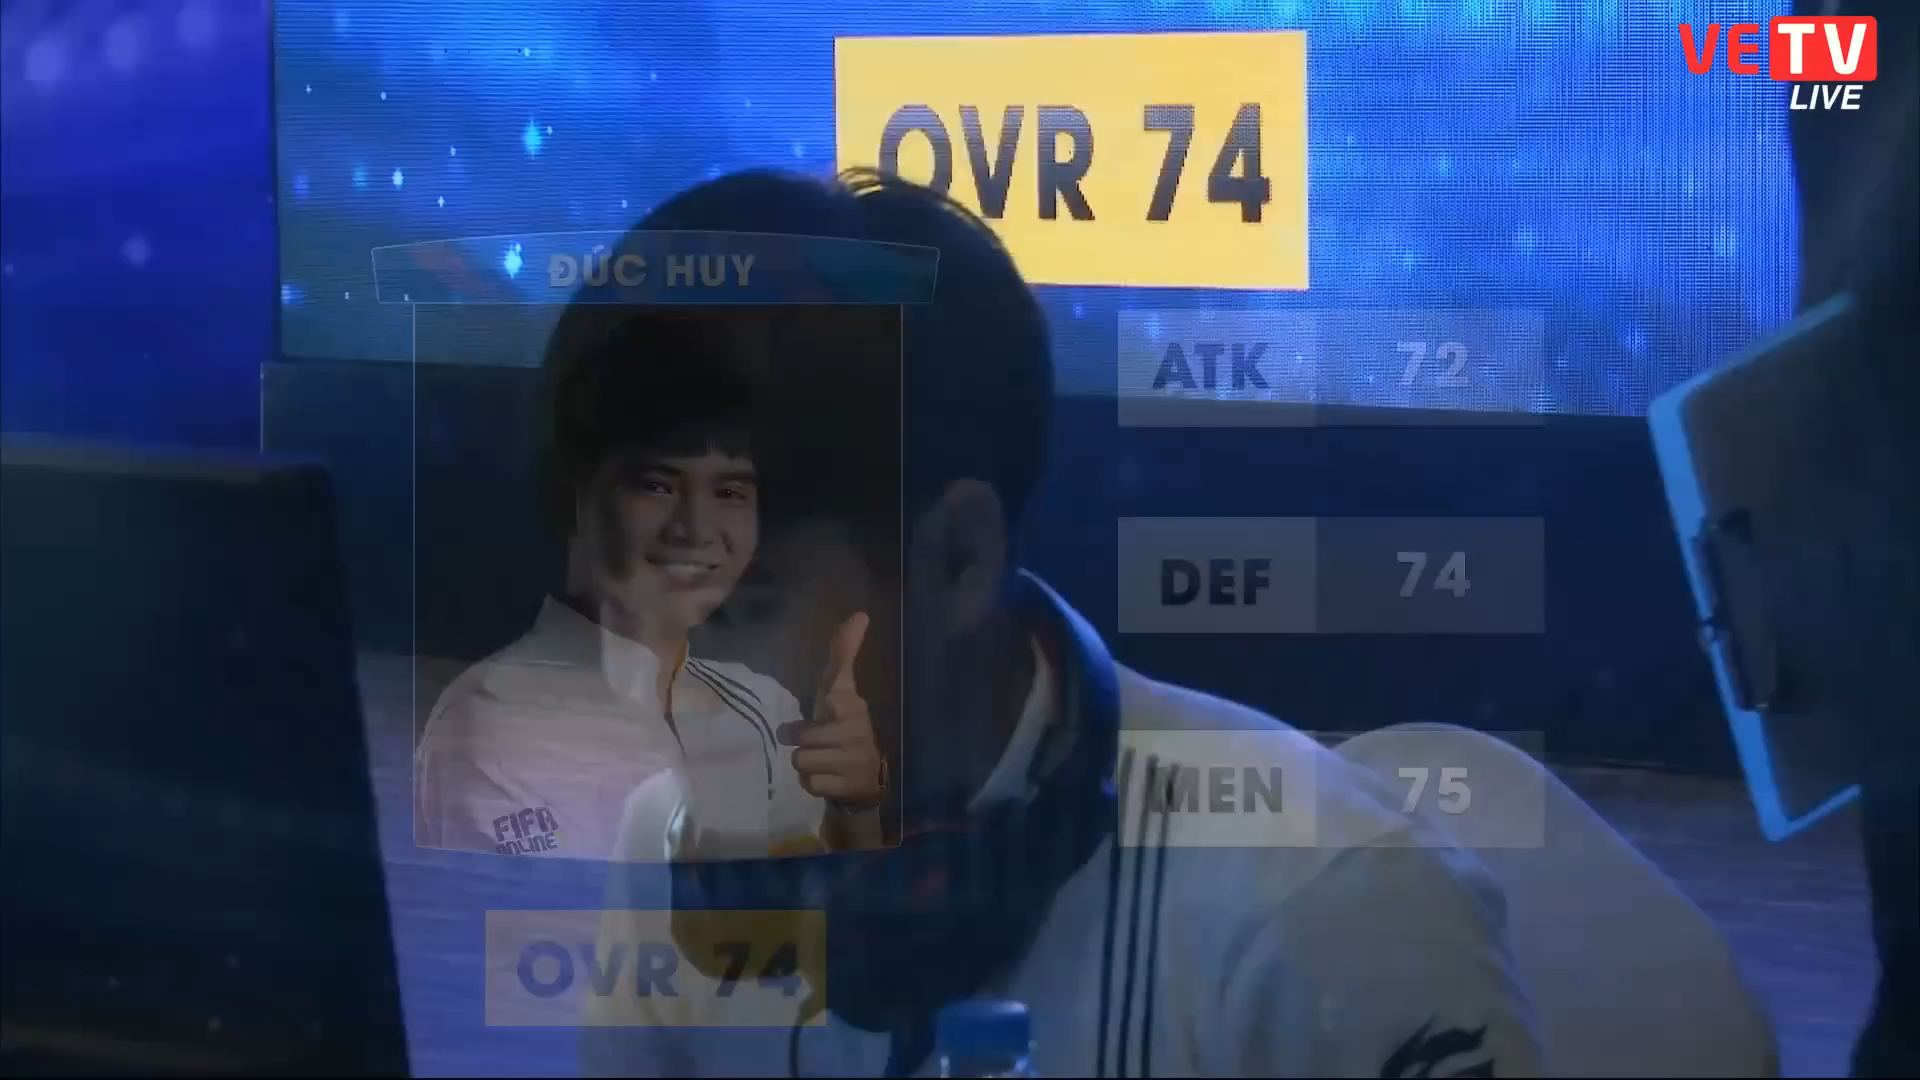 VETV
LIVE
OVR 74
ĐỨC HUY
ATK 72
DEF 74
MEN 75
FIFA
ONLINE
OVR 74